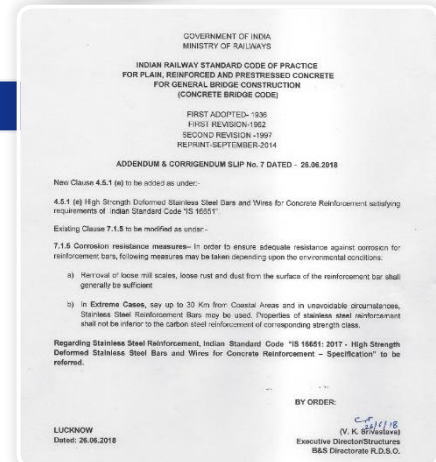 GOVERNMENT OF INDIA
MINISTRY OF RAILWAYS
INDIAN RAILWAY STANDARD CODE OF PRACTICE
FOR PLAIN, REINFORCED AND PRESTRESSED CONCRETE
FOR GENERAL BRIDGE CONSTRUCTION
(CONCRETE BRIDGE CODE)
FIRST ADOPTED- 1936
FIRST REVISION-1962
SECOND REVISION -1997
REPRINT-SEPTEMBER-2014
ADDENDUM & CORRIGENDUM SLIP No. 7 DATED - 26.06.2018
New Clause 4.5.1 (e) to be added as under:-
4.5.1 (e) High Strength Deformed Stainless Steel Bars and Wires for Concrete Reinforcement satisfying
requirements of Indian Standard Code "IS 16651".
Existing Clause 7.1.5 to be modified as under:-
7.1.5 Corrosion resistance measures– In order to ensure adequate resistance against corrosion for
reinforcement bars, following measures may be taken depending upon the environmental conditions:
a) Removal of loose mill scales, loose rust and dust from the surface of the reinforcement bar shall
generally be sufficient
b) In Extreme Cases, say up to 30 Km from Coastal Areas and in unavoidable circumstances,
Stainless Steel Reinforcement Bars may be used. Properties of stainless steel reinforcement
shall not be inferior to the carbon steel reinforcement of corresponding strength class.
Regarding Stainless Steel Reinforcement, Indian Standard Code "IS 16651: 2017 - High Strength
Deformed Stainless Steel Bars and Wires for Concrete Reinforcement – Specification" to be
referred.
BY ORDER:
26/6/18
(V. K. Srivastava)
LUCKNOW
Executive Director/Structures
Dated: 26.06.2018
B&S Directorate R.D.S.O.